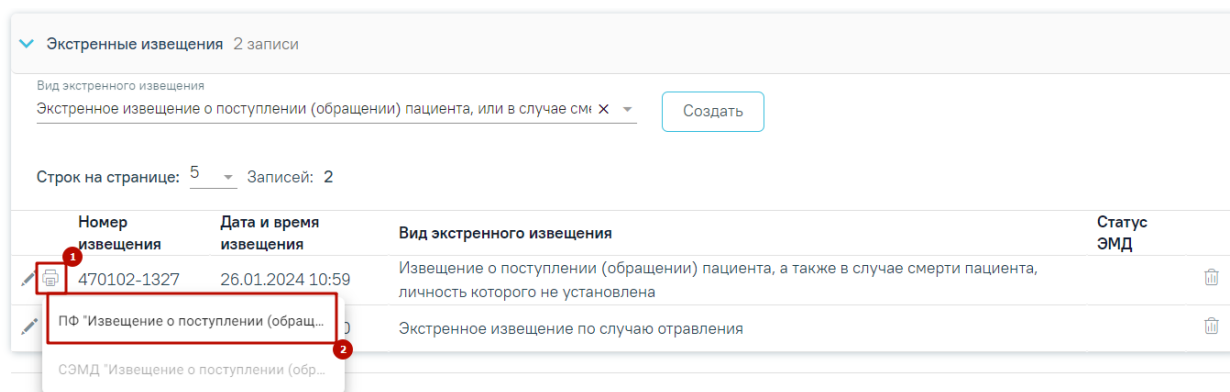 Экстренные извещения 2 записи
Вид экстренного извещения
Экстренное извещение о поступлении (обращении) пациента, или в случае сме
Создать
Строк на странице: 5 Записей: 2
Номер извещения
Дата и время извещения
Вид экстренного извещения
Статус ЭМД
1
470102-1327 26.01.2024 10:59
Извещение о поступлении (обращении) пациента, а также в случае смерти пациента,
личность которого не установлена
ПФ "Извещение о поступлении (обращ...
0
Экстренное извещение по случаю отравления
2
СЭМД "Извещение о поступлении (обр...